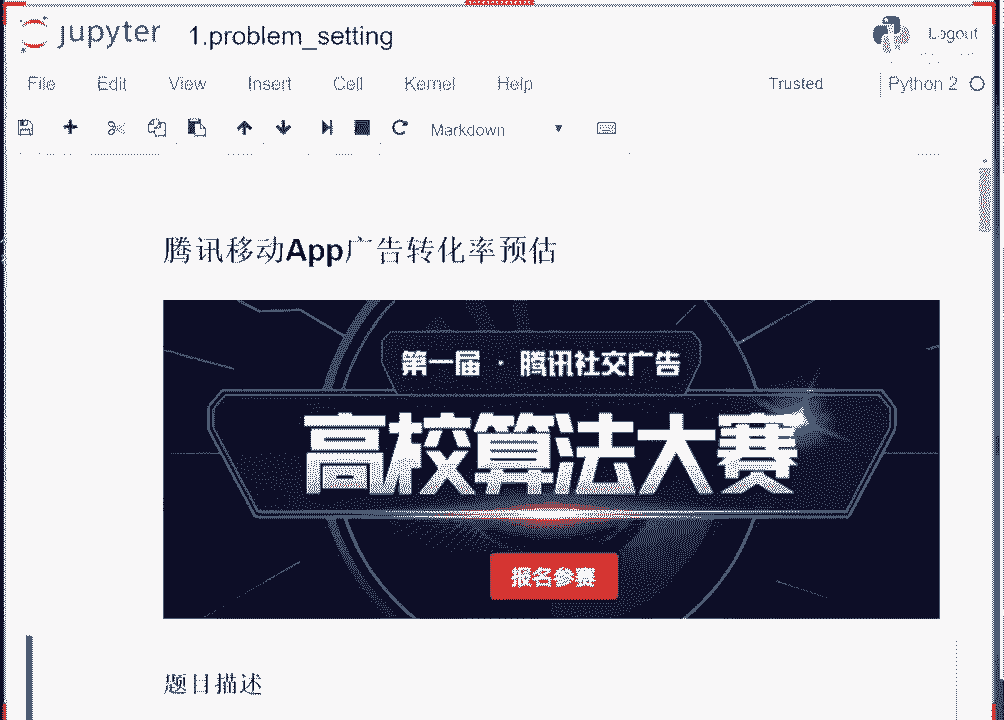 jupyter 1.problem_setting Logout
File Edit View Insert Cell Kernel Help Trusted Python 2
Markdown
腾讯移动App广告转化率预估
第一届 · 腾讯社交广告
高校算法大赛
报名参赛
题目描述